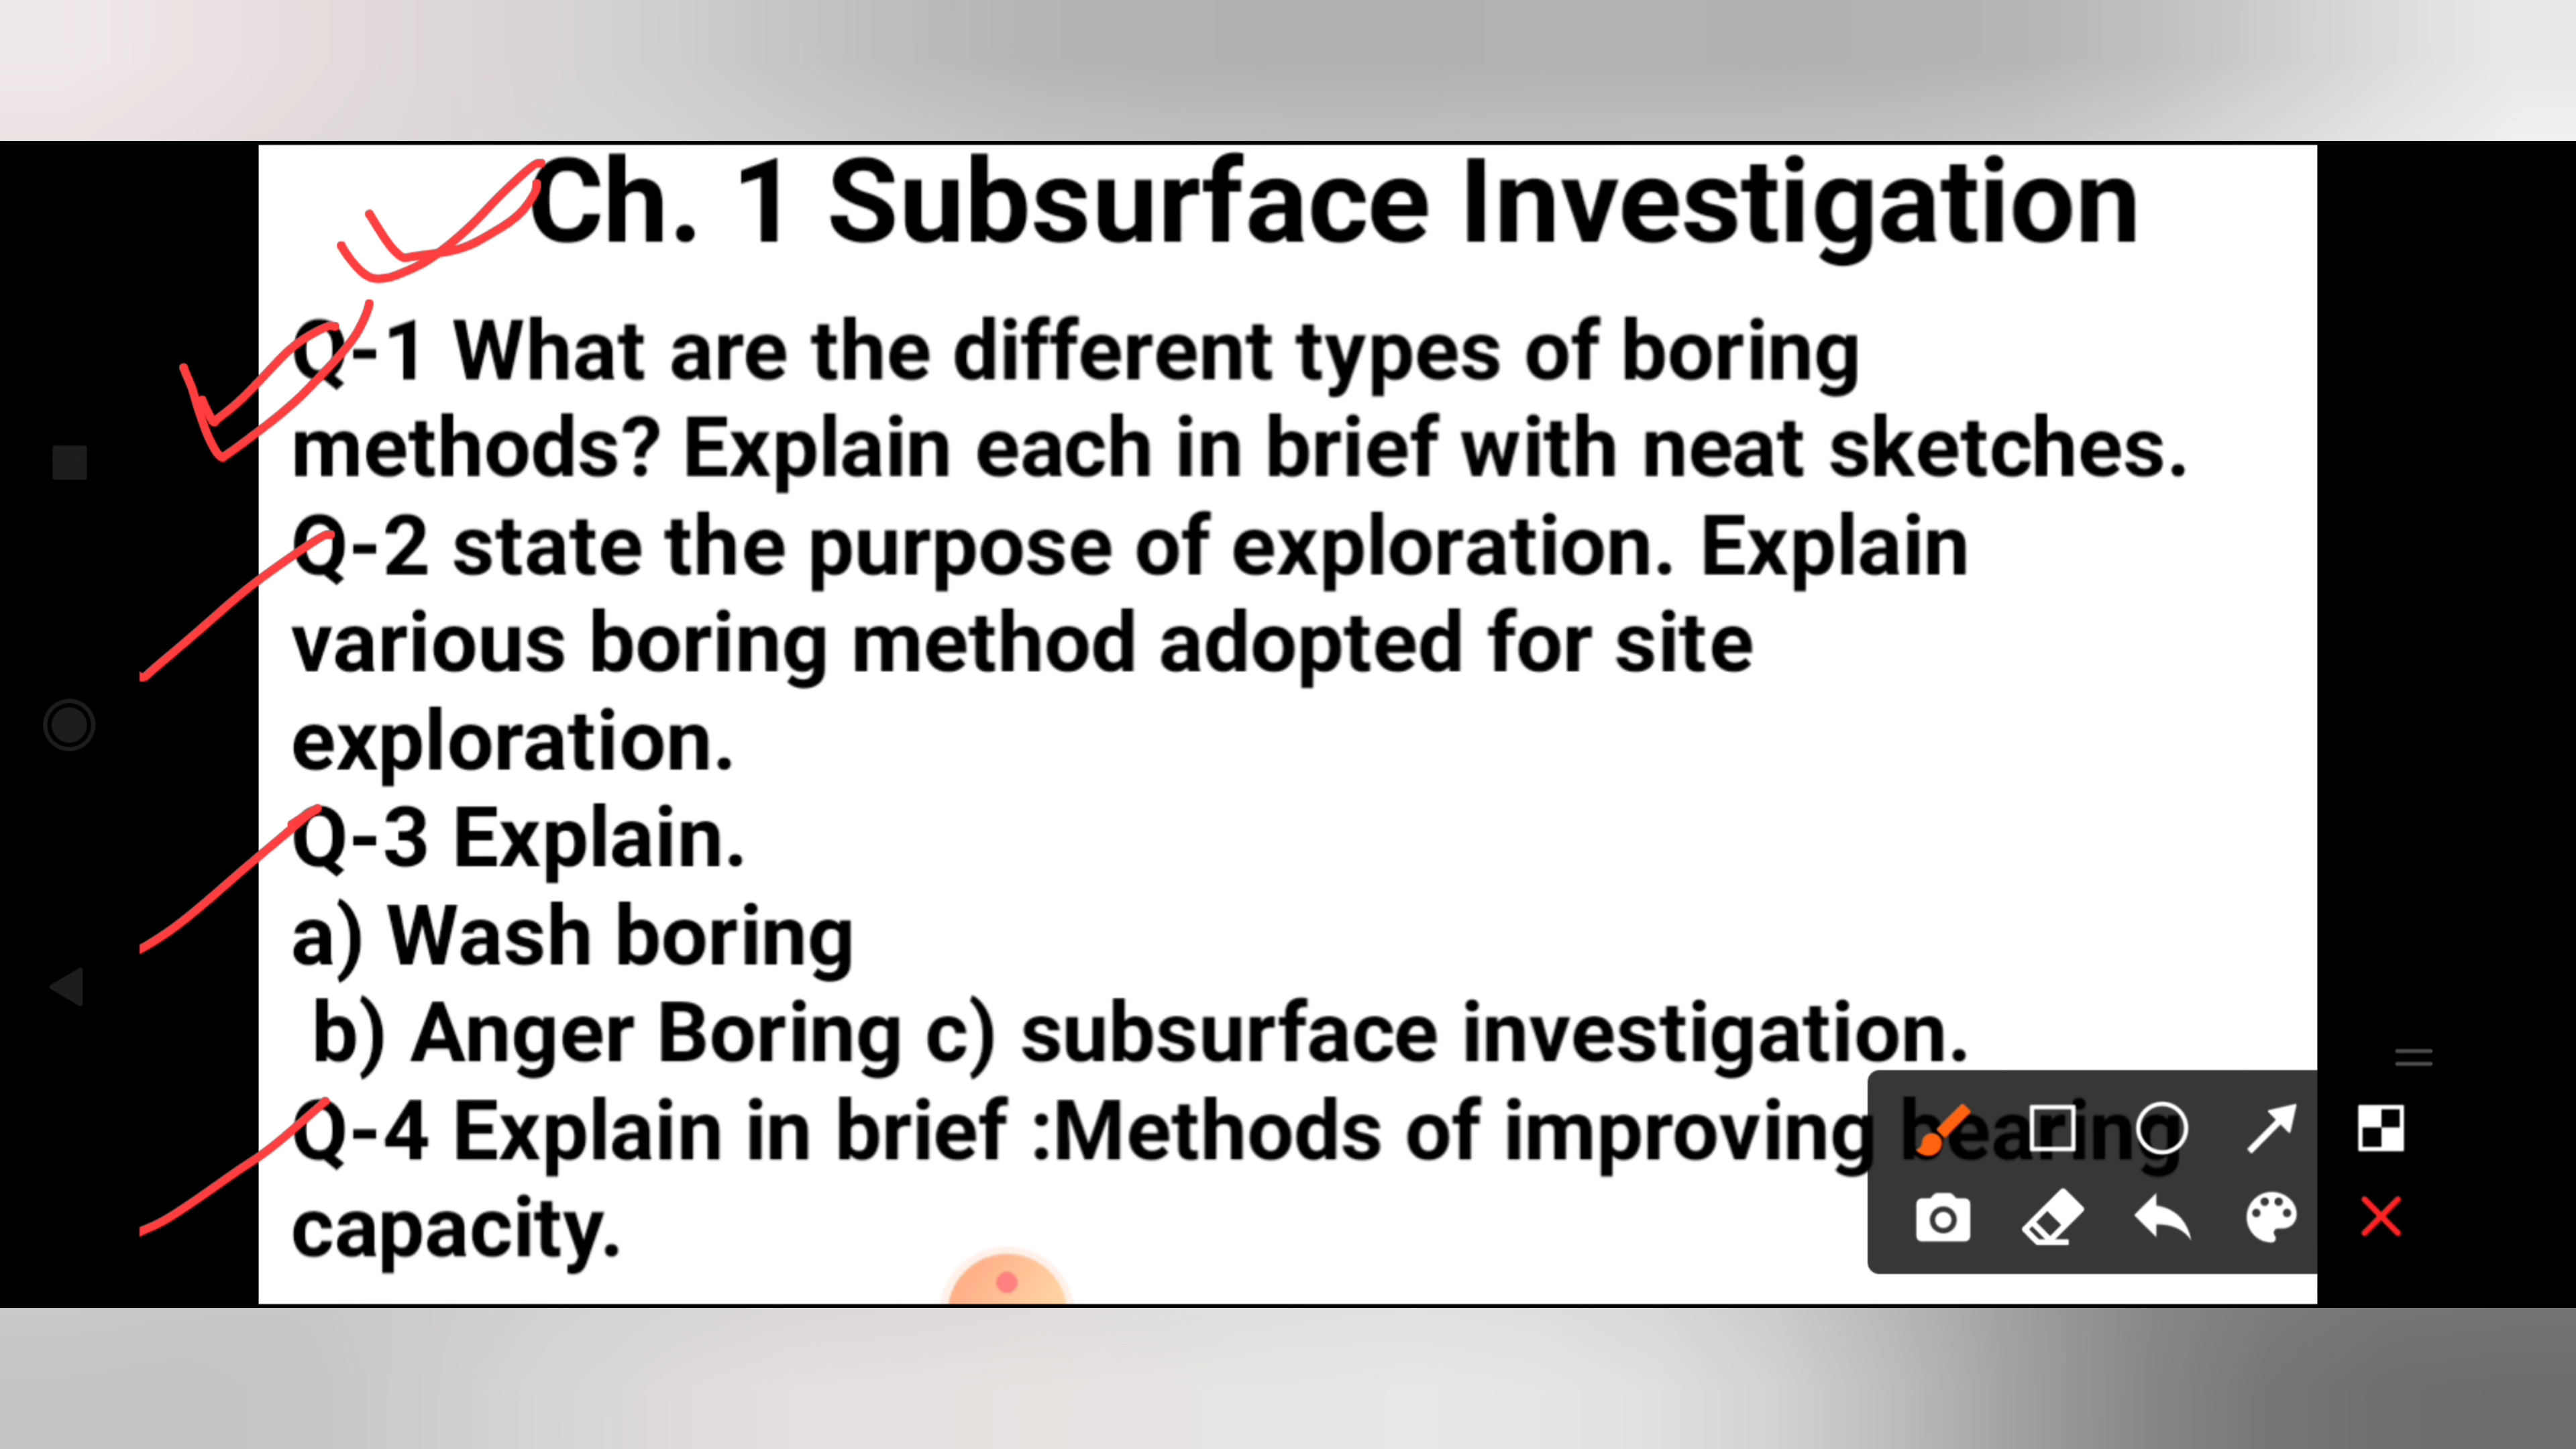 Ch. 1 Subsurface Investigation
Q-1 What are the different types of boring
methods? Explain each in brief with neat sketches.
Q-2 state the purpose of exploration. Explain
various boring method adopted for site
exploration.
Q-3 Explain.
a) Wash boring
b) Anger Boring c) subsurface investigation.
Q-4 Explain in brief :Methods of improving bearing
capacity.